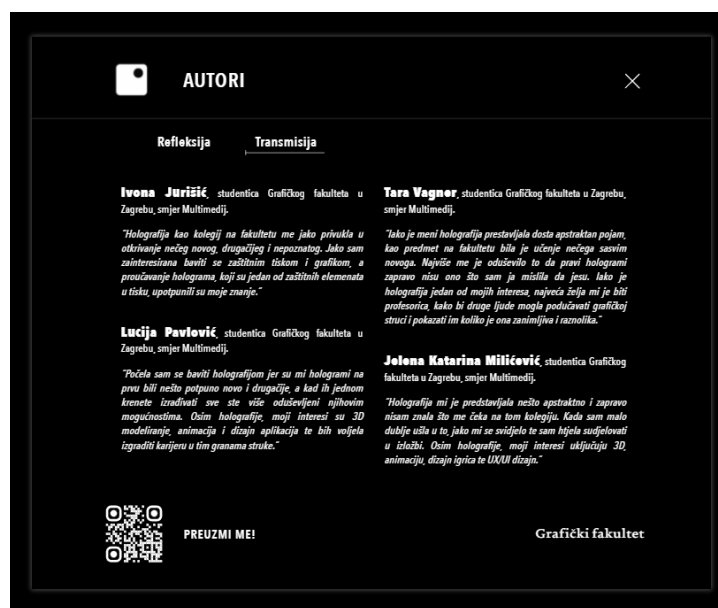 AUTORI
Refleksija
Transmisija
Ivona Jurišić, studentica Grafičkog fakulteta u
Zagrebu, smjer Multimedij.
"Holografija kao kolegij na fakultetu me jako privukla u
otkrivanje nečeg novog, drugačijeg i nepoznatog. Jako sam
zainteresirana baviti se zaštitnim tiskom i grafikom, a
proučavanje holograma, koji su jedan od zaštitnih elemenata
u tisku, upotpunili su moje znanje."
Lucija Pavlović, studentica Grafičkog fakulteta u
Zagrebu, smjer Multimedij.
"Počela sam se baviti holografijom jer su mi hologrami na
prvu bili nešto potpuno novo i drugačije, a kad ih jednom
krenete izrađivati sve ste više oduševljeni njihovim
mogućnostima. Osim holografije, moji interesi su 3D
modeliranje, animacija i dizajn aplikacija te bih voljela
izgraditi karijeru u tim granama struke."
Tara Vagner, studentica Grafičkog fakulteta u Zagrebu,
smjer Multimedij.
"Iako je meni holografija prestavljala dosta apstraktan pojam,
kao predmet na fakultetu bila je učenje nečega sasvim
novoga. Najviše me je oduševilo to da pravi hologrami
zapravo nisu ono što sam ja mislila da jesu. Iako je
holografija jedan od mojih interesa, najveća želja mi je biti
profesorica, kako bi druge ljude mogla podučavati grafičkoj
struci i pokazati im koliko je ona zanimljiva i raznolika."
Jelena Katarina Milićević, studentica Grafičkog
fakulteta u Zagrebu, smjer Multimedij.
"Holografija mi je predstavljala nešto apstraktno i zapravo
nisam znala što me čeka na tom kolegiju. Kada sam malo
dublje ušla u to, jako mi se svidjelo te sam htjela sudjelovati
u izložbi. Osim holografije, moji interesi uključuju 3D,
animaciju, dizajn igrica te UX/UI dizajn."
PREUZMI ME!
Grafički fakultet